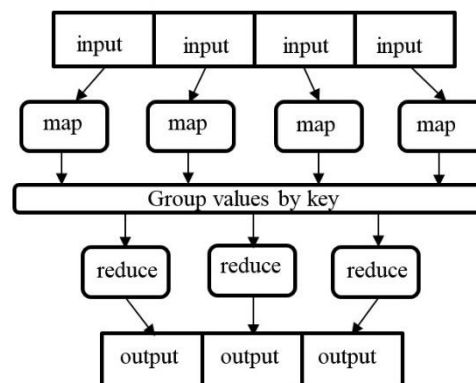 input input input input
map map map map
Group values by key
reduce reduce reduce
output output output